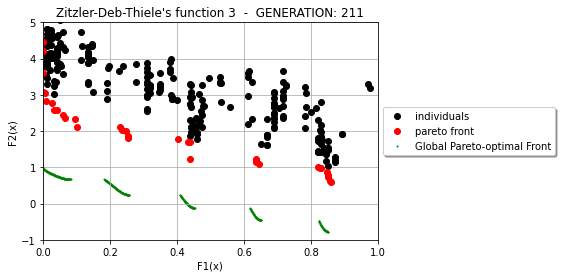 Zitzler-Deb-Thiele's function 3 - GENERATION: 211
5
4
3
2
1
0
−1
F2(x)
0.0 0.2 0.4 0.6 0.8 1.0
F1(x)
individuals
pareto front
Global Pareto-optimal Front